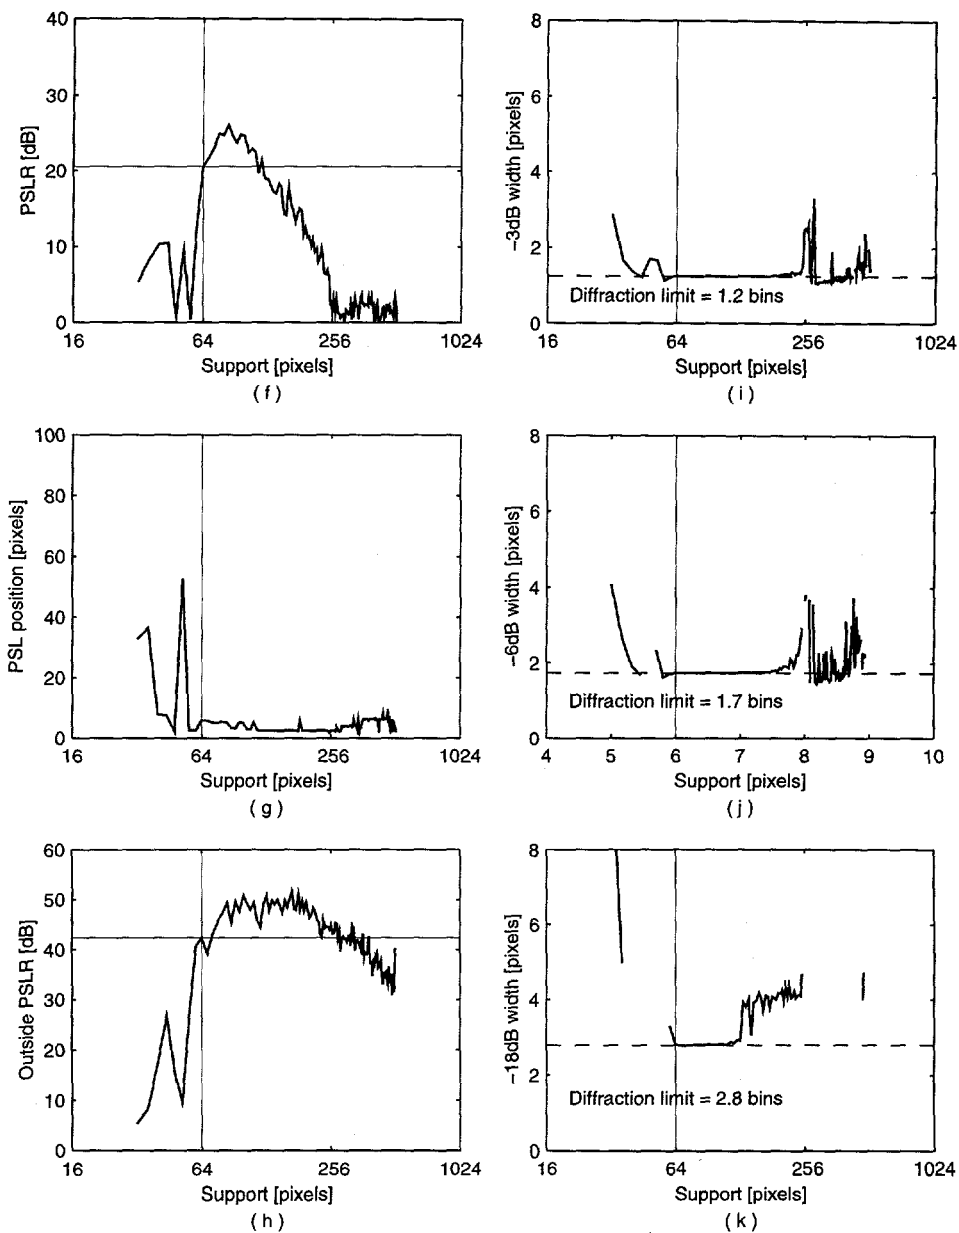 40
30
20
10
0
PSLR [dB]
16 64 256 1024
Support [pixels]
( f )
8
6
4
2
0
-3dB width [pixels]
Diffraction limit = 1.2 bins
16 64 256 1024
Support [pixels]
( i )
100
80
60
40
20
0
PSL position [pixels]
16 64 256 1024
Support [pixels]
( g )
8
6
4
2
0
-6dB width [pixels]
Diffraction limit = 1.7 bins
4 5 6 7 8 9 10
Support [pixels]
( j )
60
50
40
30
20
10
0
Outside PSLR [dB]
16 64 256 1024
Support [pixels]
( h )
8
6
4
2
0
-18dB width [pixels]
Diffraction limit = 2.8 bins
16 64 256 1024
Support [pixels]
( k )